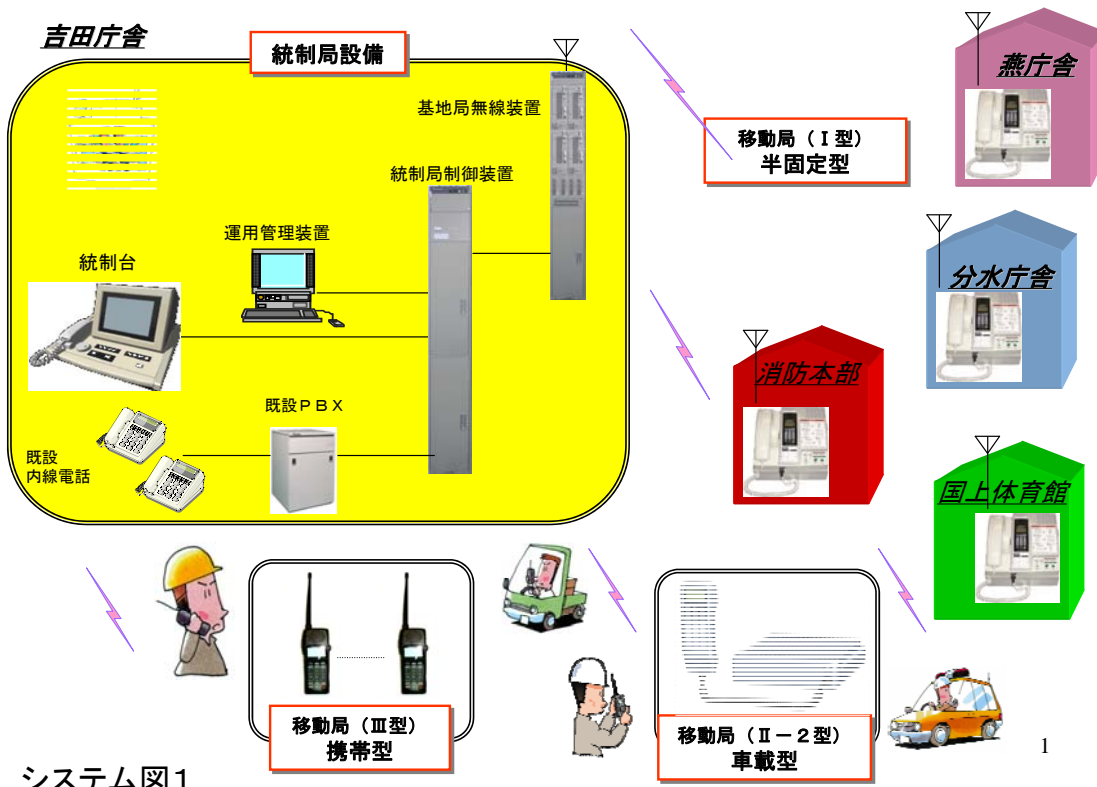 吉田庁舎
統制局設備
燕庁舎
基地局無線装置
移動局（Ⅰ型）
半固定型
統制局制御装置
運用管理装置
統制台
分水庁舎
消防本部
既設ＰＢＸ
既設
内線電話
国上体育館
移動局（Ⅲ型）
携帯型
移動局（Ⅱ－２型）
車載型
1
システム図１